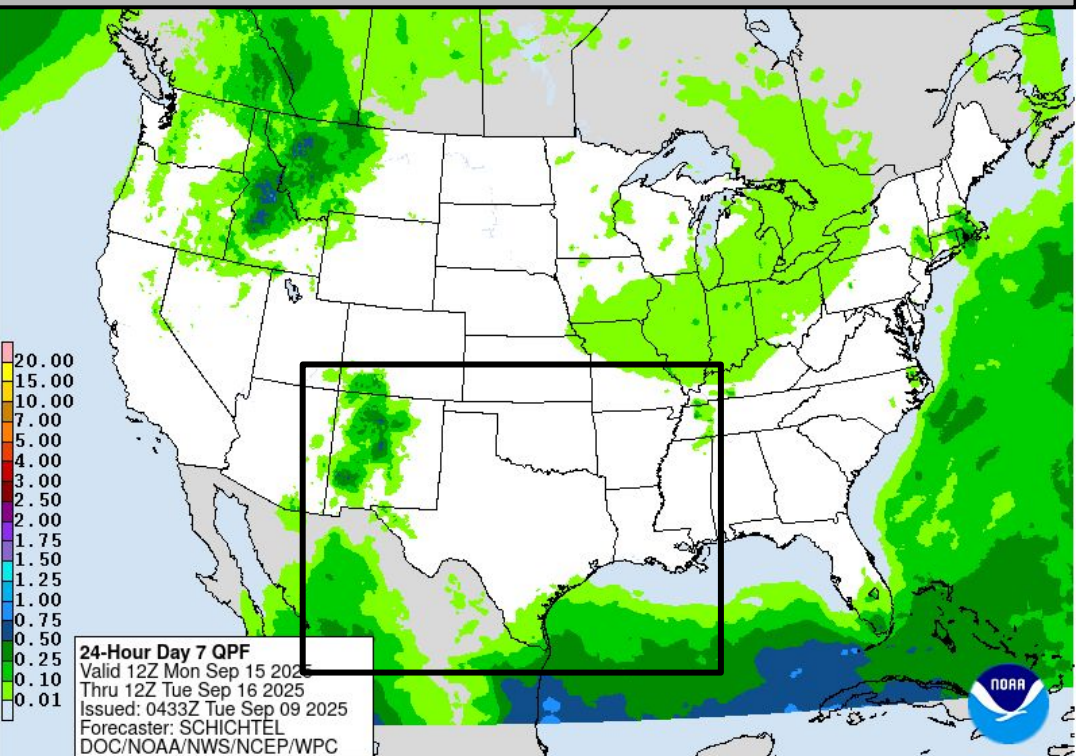 20.00
15.00
10.00
7.00
5.00
4.00
3.00
2.50
2.00
1.75
1.50
1.25
1.00
0.75
0.50
0.25
0.10
0.01
24-Hour Day 7 QPF
Valid 12Z Mon Sep 15 2025
Thru 12Z Tue Sep 16 2025
Issued: 0433Z Tue Sep 09 2025
Forecaster: SCHICHTEL
DOC/NOAA/NWS/NCEP/WPC
NOAA